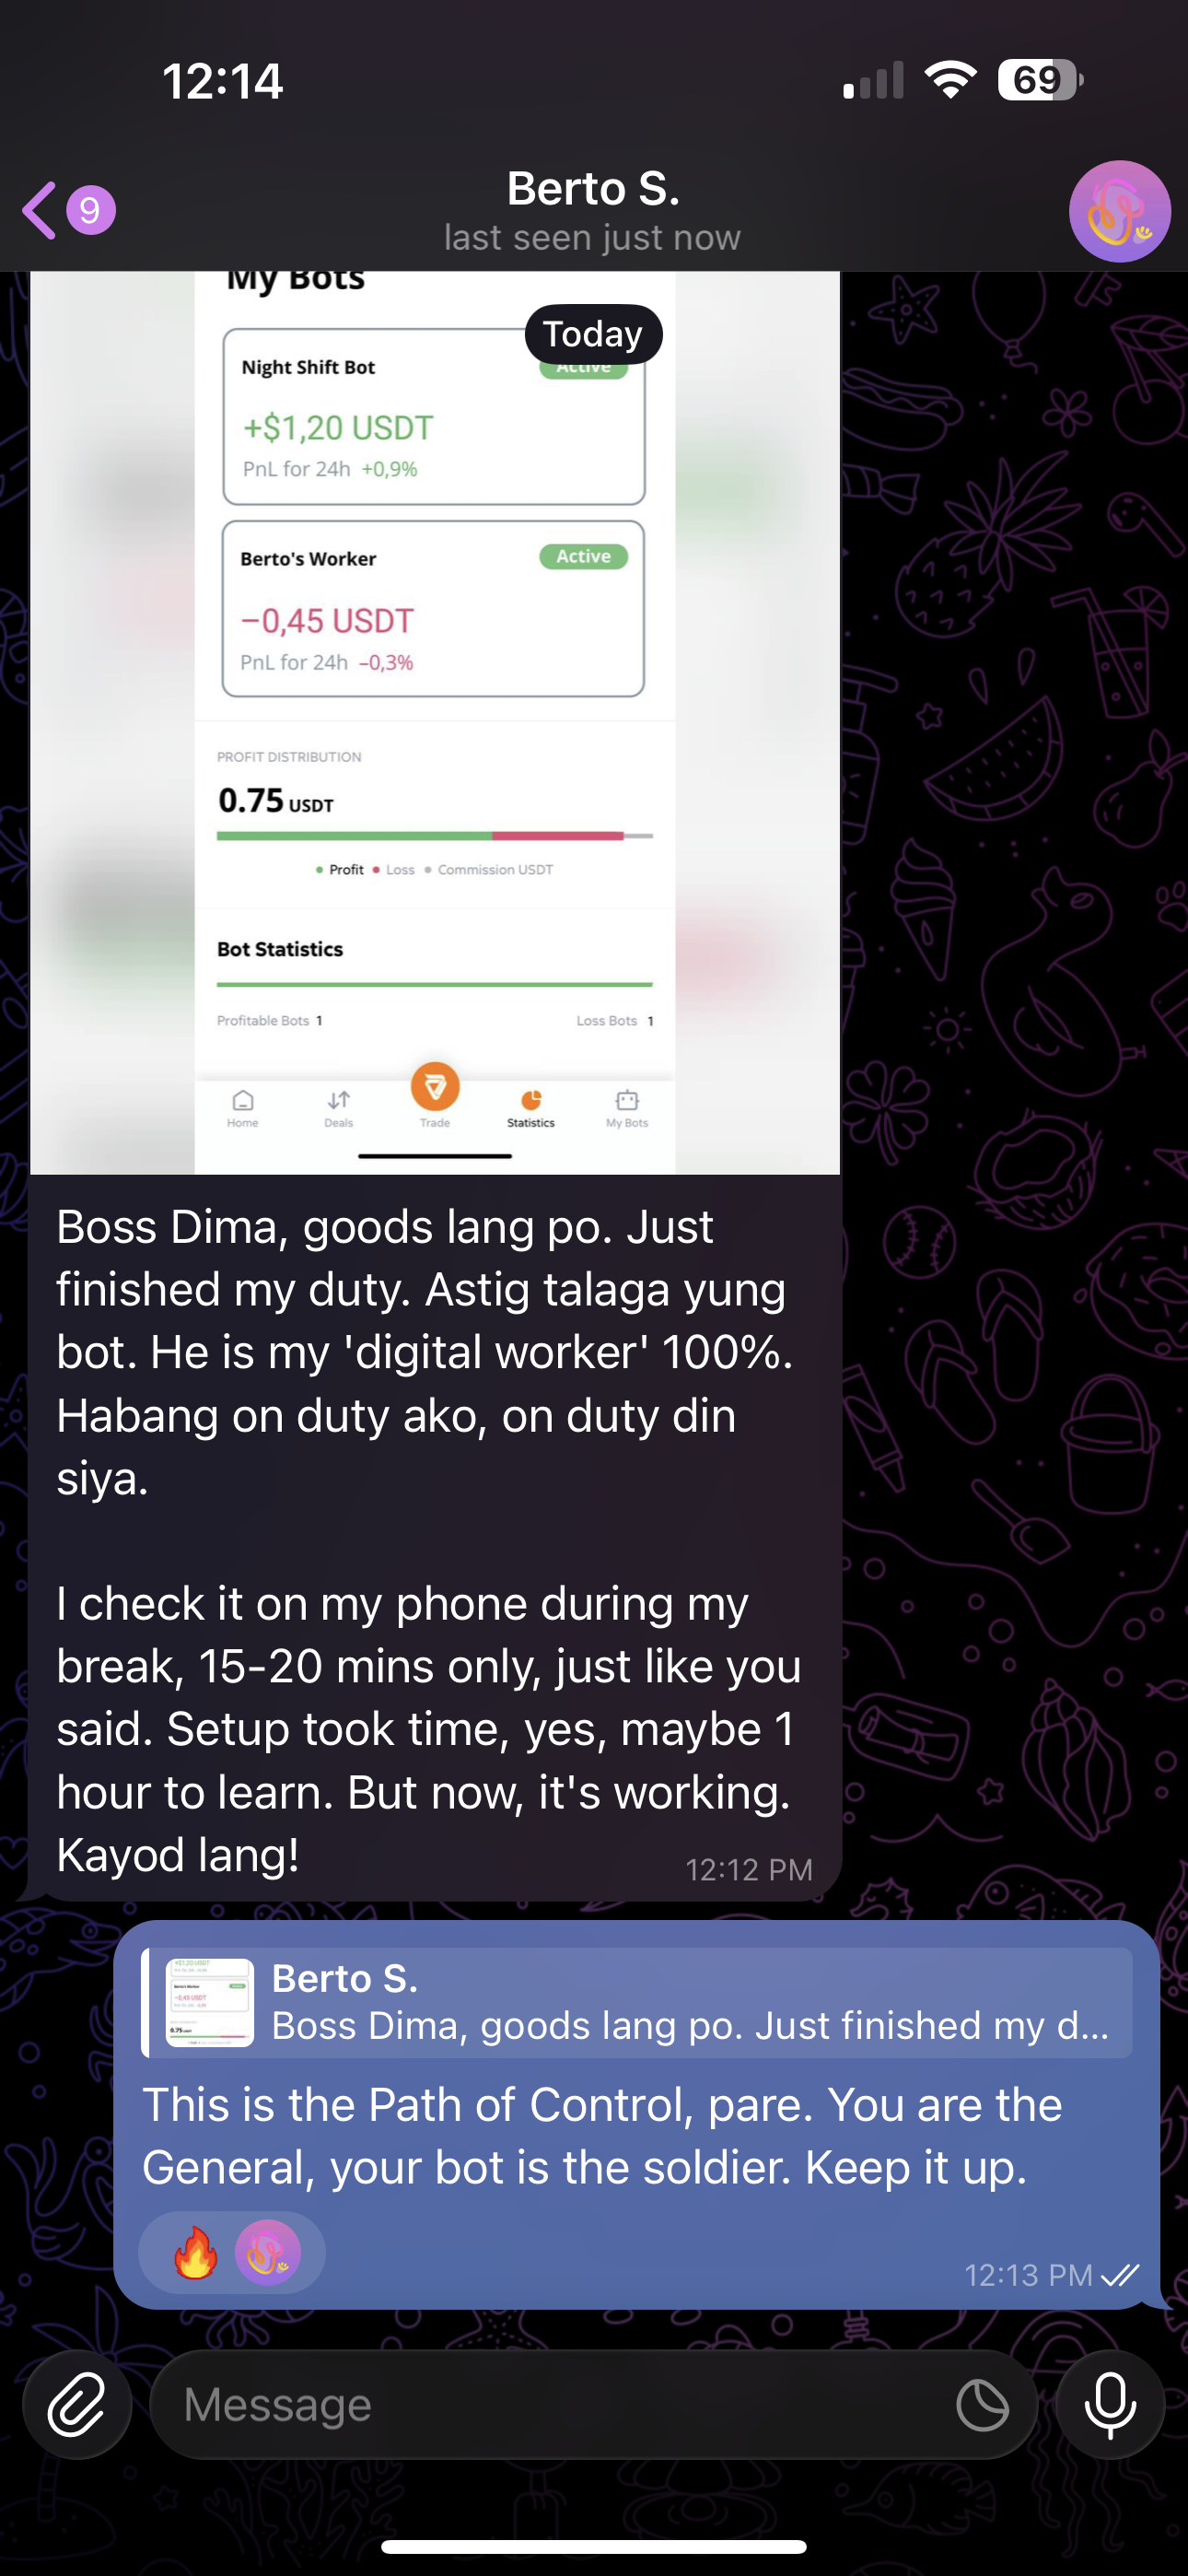 12:14
69
9
Berto S.
last seen just now
My Bots
Today
Night Shift Bot
Active
+$1,20 USDT
PnL for 24h +0,9%
Berto's Worker
Active
−0,45 USDT
PnL for 24h −0,3%
PROFIT DISTRIBUTION
0.75 USDT
Profit Loss Commission USDT
Bot Statistics
Profitable Bots 1
Loss Bots 1
Home
Deals
Trade
Statistics
My Bots
Boss Dima, goods lang po. Just
finished my duty. Astig talaga yung
bot. He is my 'digital worker' 100%.
Habang on duty ako, on duty din
siya.
I check it on my phone during my
break, 15-20 mins only, just like you
said. Setup took time, yes, maybe 1
hour to learn. But now, it's working.
Kayod lang!
12:12 PM
Berto S.
Boss Dima, goods lang po. Just finished my d...
This is the Path of Control, pare. You are the
General, your bot is the soldier. Keep it up.
12:13 PM
Message